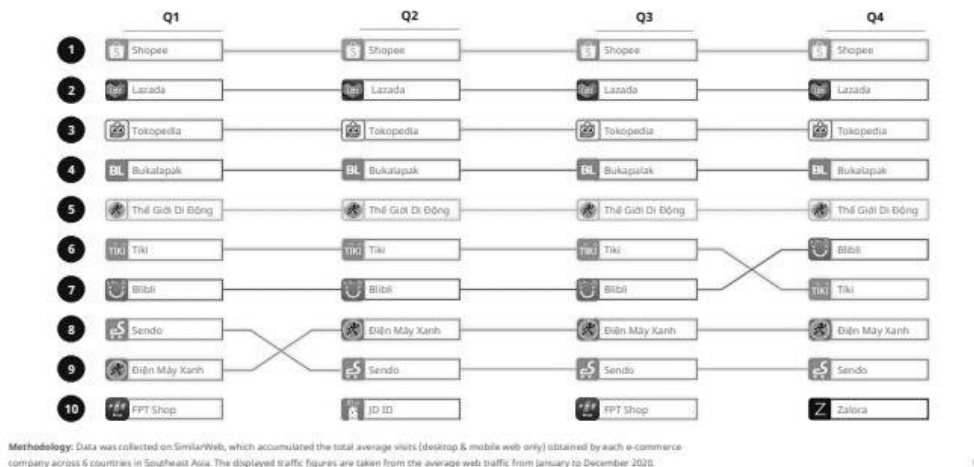 Q1 Q2 Q3 Q4
1 Shopee Shopee Shopee Shopee
2 Lazada Lazada Lazada Lazada
3 Tokopedia Tokopedia Tokopedia Tokopedia
4 BL Bukalapak BL Bukalapak BL Bukapalak BL Bukalapak
5 Thế Giới Di Động Thế Giới Di Động Thế Giới Di Động Thế Giới Di Động
6 TIKI Tiki TIKI Tiki TIKI Tiki Blibli
7 Blibli Blibli Blibli TIKI Tiki
8 Sendo Điện Máy Xanh Điện Máy Xanh Điện Máy Xanh
9 Điện Máy Xanh Sendo Sendo Sendo
10 FPT Shop JD ID FPT Shop Z Zalora
Methodology: Data was collected on SimilarWeb, which accumulated the total average visits (desktop & mobile web only) obtained by each e-commerce
company across 6 countries in Southeast Asia. The displayed traffic figures are taken from the average web traffic from January to December 2020.